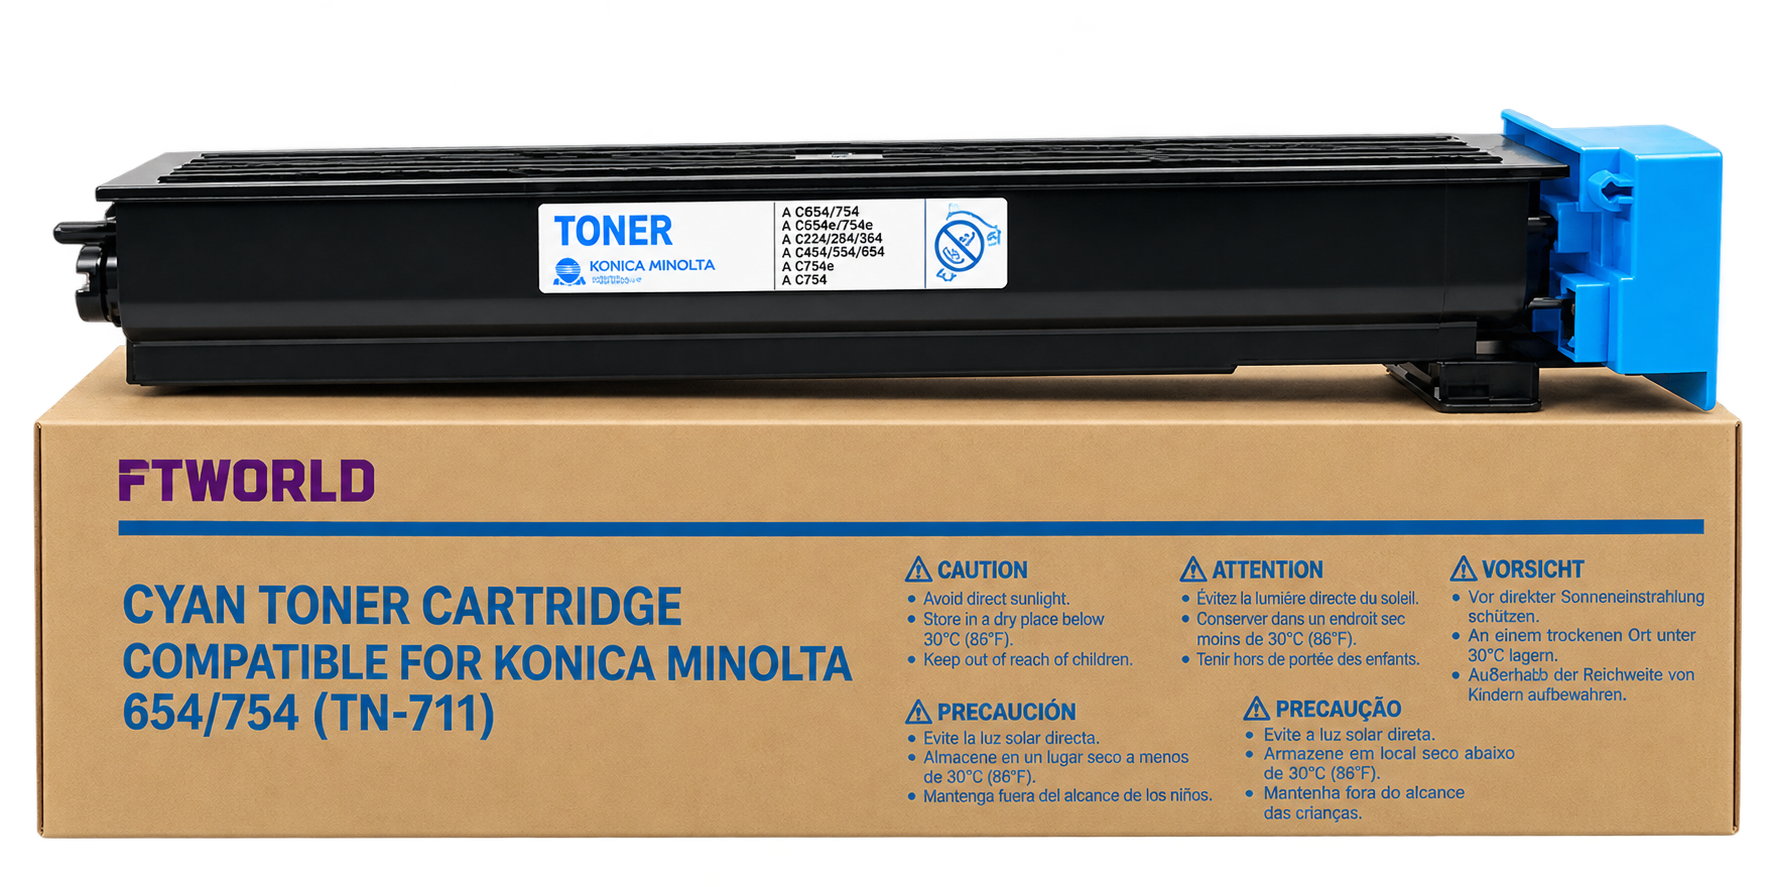 TONER
KONICA MINOLTA
A C654/754
A C654e/754e
A C224/284/364
A C454/554/654
A C754e
A C754
FTWORLD
CYAN TONER CARTRIDGE
COMPATIBLE FOR KONICA MINOLTA
654/754 (TN-711)
CAUTION
• Avoid direct sunlight.
• Store in a dry place below
30°C (86°F).
• Keep out of reach of children.
ATTENTION
• Évitez la lumiére directe du soleil.
• Conserver dans un endroit sec
moins de 30°C (86°F).
• Tenir hors de portée des enfants.
VORSICHT
• Vor direkter Sonneneinstrahlung
schützen.
• An einem trockenen Ort unter
30°C lagern.
• der Reichweite von
Kindern aufbewahren.
PRECAUCIÓN
• Evite la luz solar directa.
• Almacene en un lugar seco a menos
de 30°C (86°F).
• Mantenga fuera del alcance de los niños.
PRECAUÇÃO
• Evite a luz solar direta.
• Armazene em local seco abaixo
de 30°C (86°F).
• Mantenha fora do alcance
das crianças.